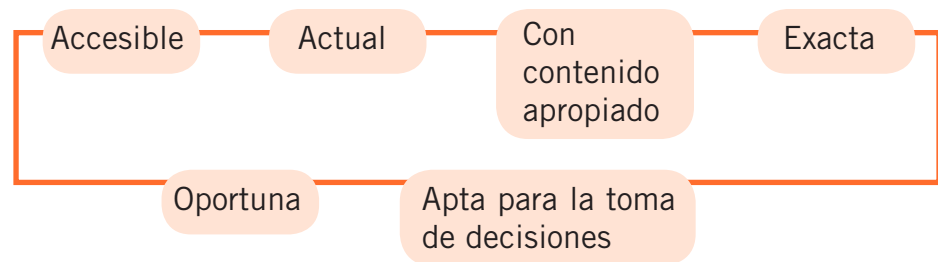 Accesible
Actual
Con
contenido
apropiado
Exacta
Oportuna
Apta para la toma
de decisiones